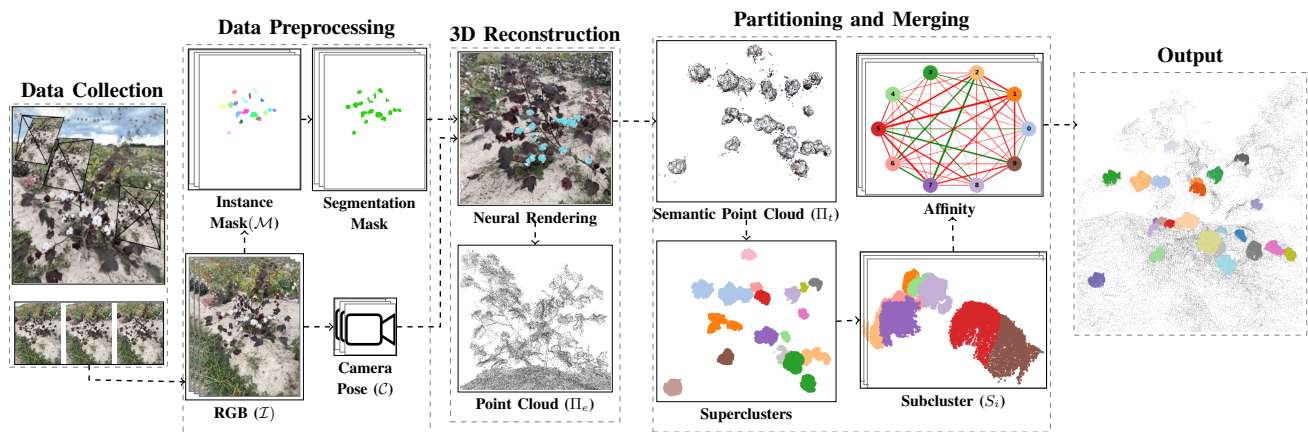 Data Collection
Data Preprocessing
Instance
Mask(ℳ)
Segmentation
Mask
RGB (ℐ)
Camera
Pose (𝒞)
3D Reconstruction
Neural Rendering
Point Cloud (Π_e)
Partitioning and Merging
Semantic Point Cloud (Π_t)
3
2
4
1
5
0
6
9
7
8
Affinity
Superclusters
Subcluster (S_i)
Output